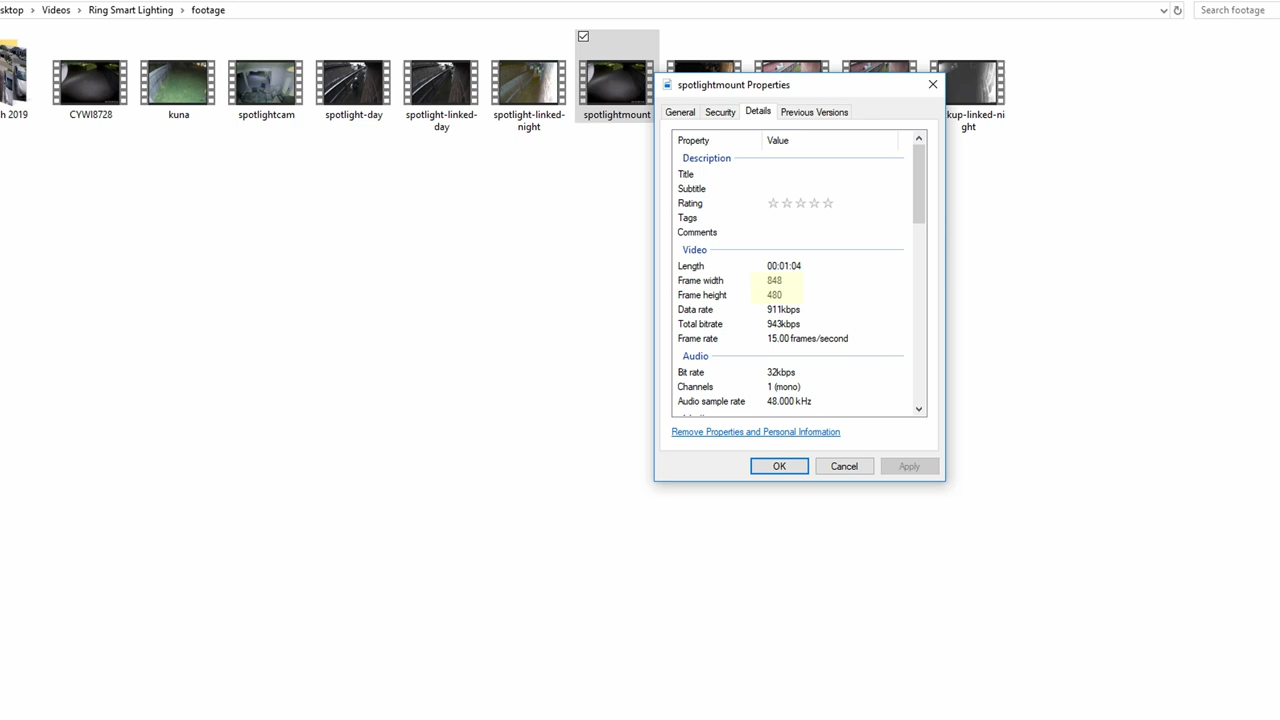 sktop > Videos > Ring Smart Lighting > footage
Search footage
h 2019
CYWI8728
kuna
spotlightcam
spotlight-day
spotlight-linked-
day
spotlight-linked-
night
spotlightmount
kup-linked-ni
ght
spotlightmount Properties
General Security Details Previous Versions
Property Value
Description
Title
Subtitle
Rating
Tags
Comments
Video
Length 00:01:04
Frame width 848
Frame height 480
Data rate 911kbps
Total bitrate 943kbps
Frame rate 15.00 frames/second
Audio
Bit rate 32kbps
Channels 1 (mono)
Audio sample rate 48.000 kHz
Remove Properties and Personal Information
OK Cancel Apply